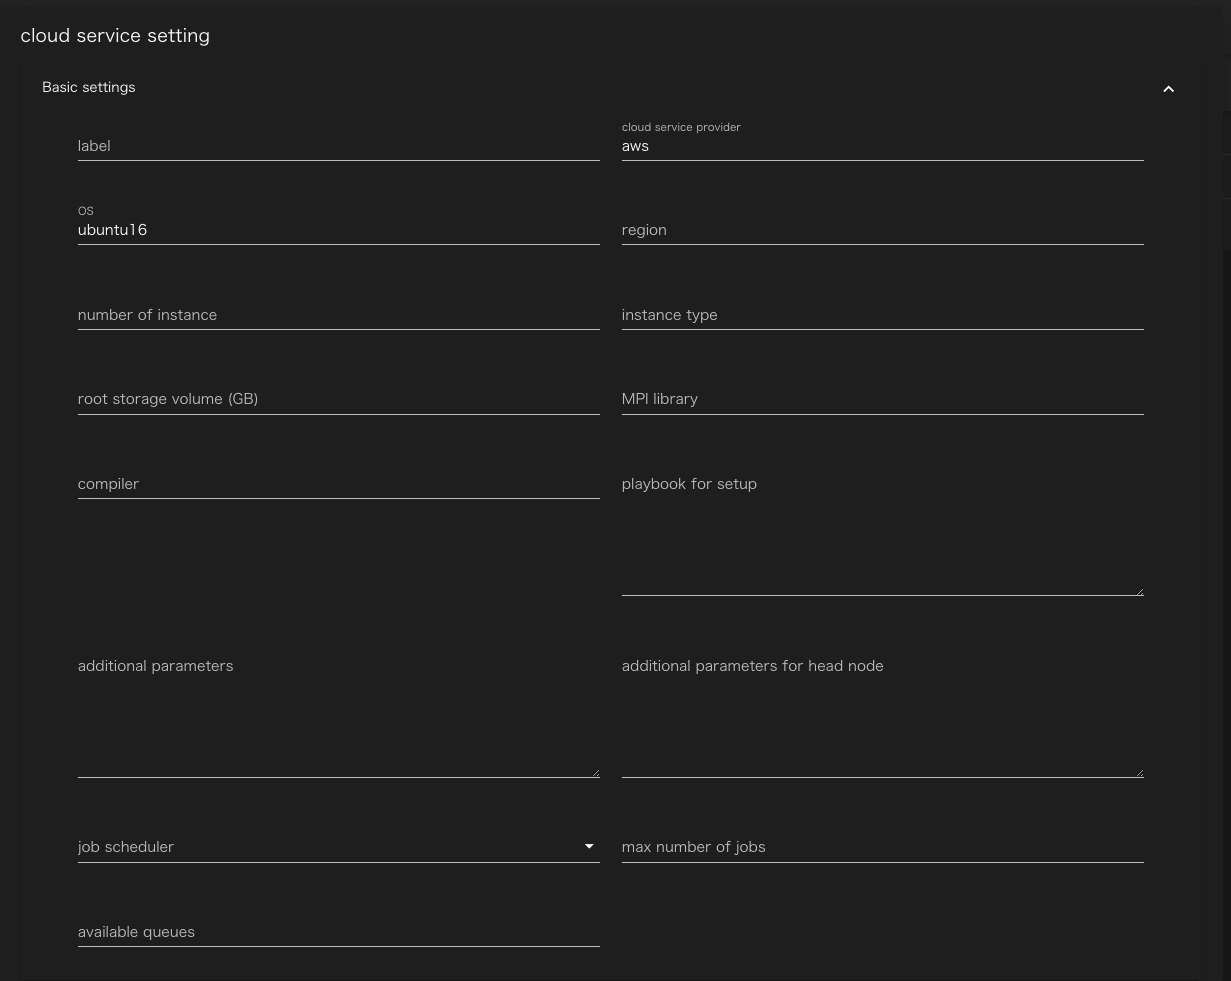 cloud service setting
Basic settings
label
cloud service provider
aws
OS
ubuntu16
region
number of instance
instance type
root storage volume (GB)
MPI library
compiler
playbook for setup
additional parameters
additional parameters for head node
job scheduler
max number of jobs
available queues